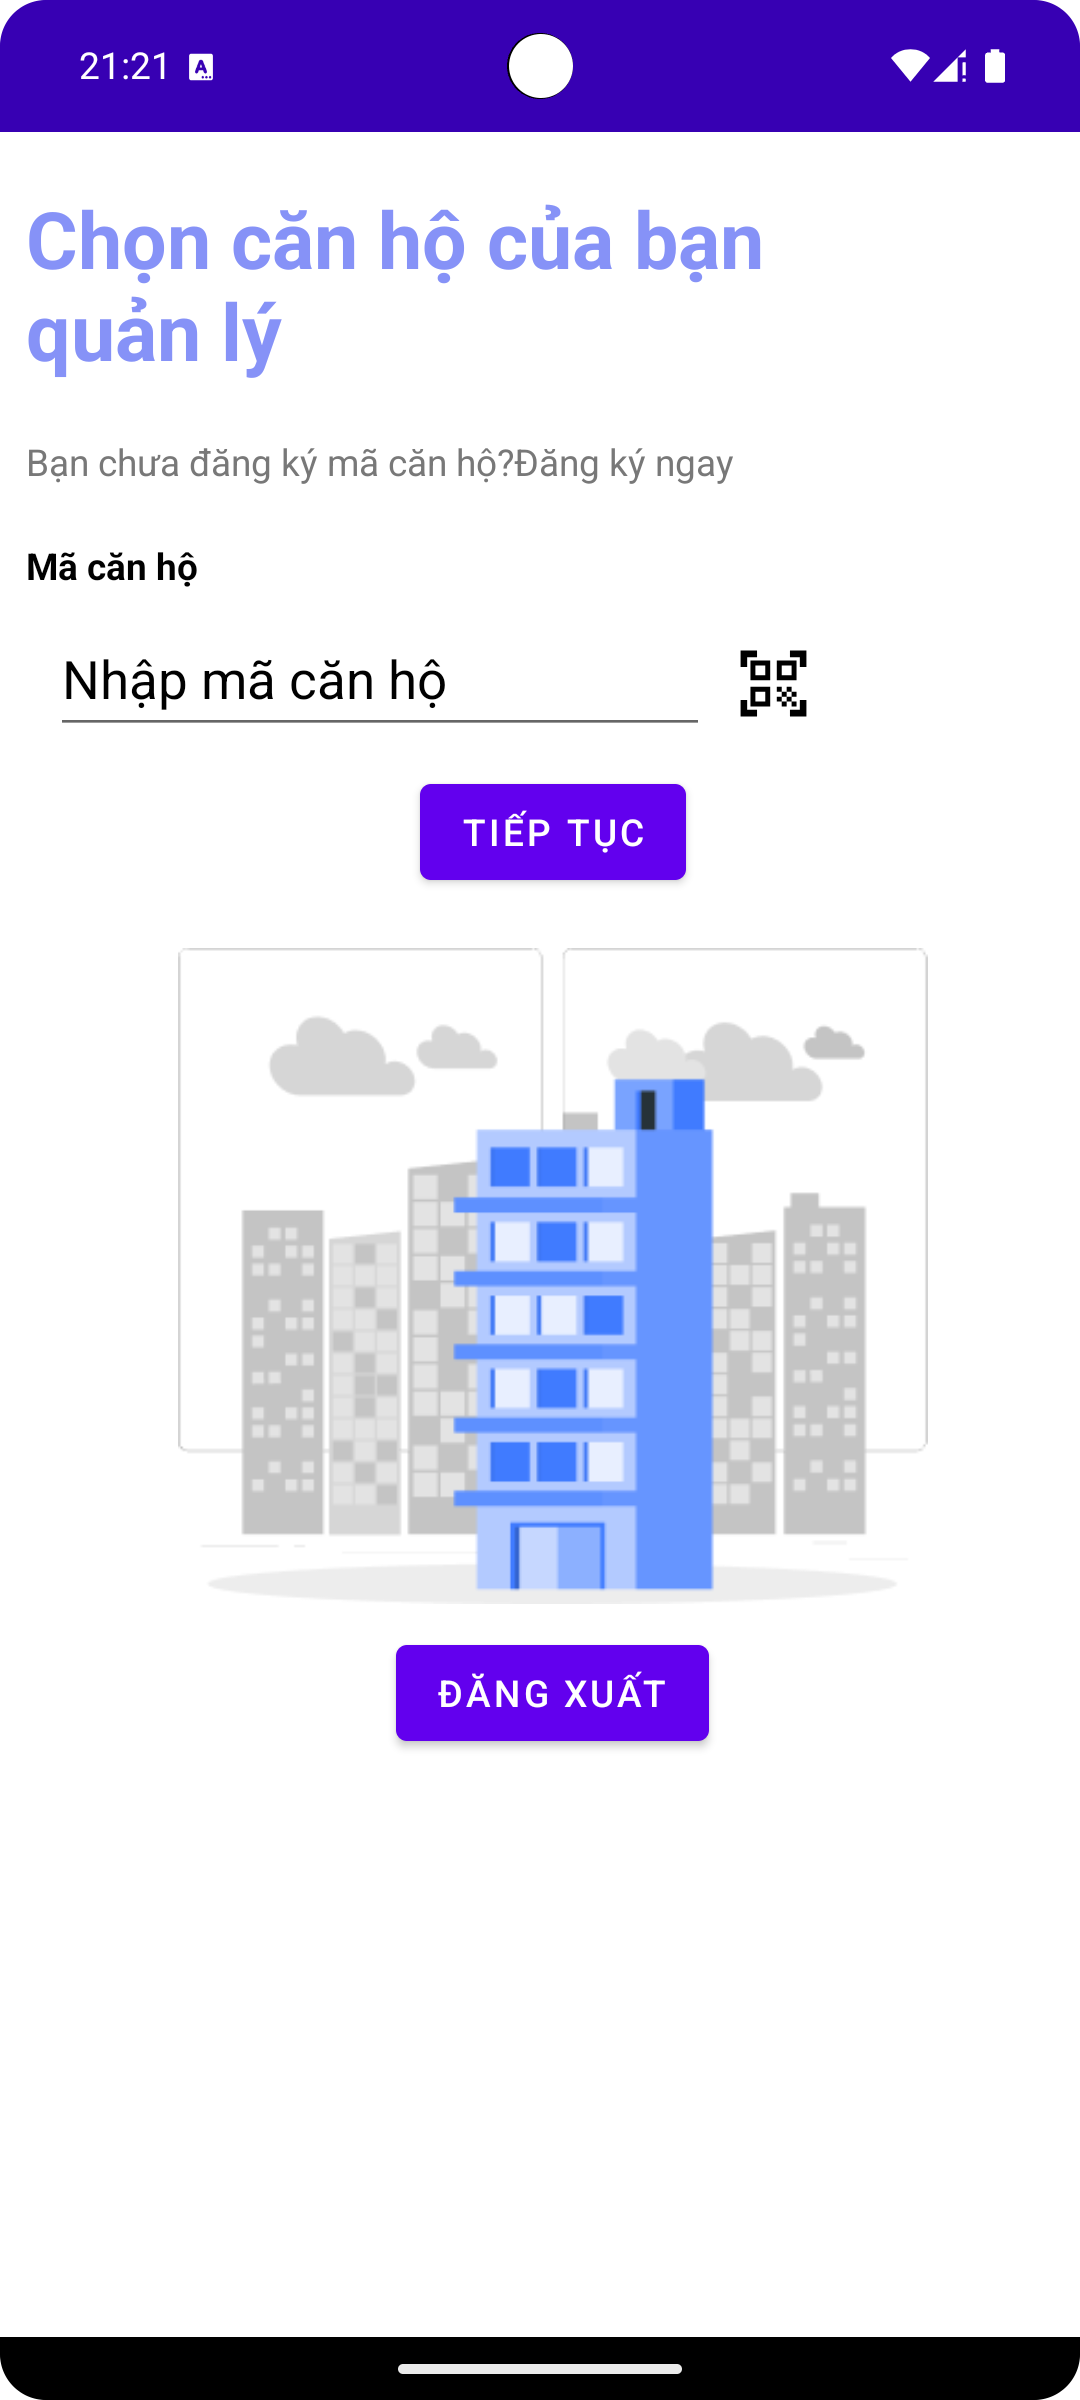 21:21
Chọn căn hộ của bạn
quản lý
Bạn chưa đăng ký mã căn hộ?Đăng ký ngay
Mã căn hộ
Nhập mã căn hộ
TIẾP TỤC
ĐĂNG XUẤT